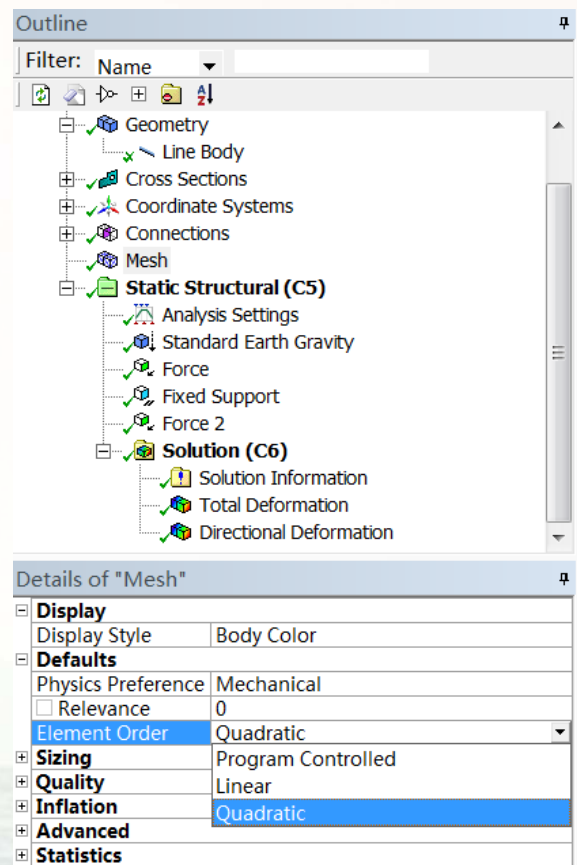 Outline
Filter: Name
Geometry
Line Body
Cross Sections
Coordinate Systems
Connections
Mesh
Static Structural (C5)
Analysis Settings
Standard Earth Gravity
Force
Fixed Support
Force 2
Solution (C6)
Solution Information
Total Deformation
Directional Deformation
Details of "Mesh"
Display
Display Style Body Color
Defaults
Physics Preference Mechanical
Relevance 0
Element Order Quadratic
Sizing Program Controlled
Quality Linear
Inflation Quadratic
Advanced
Statistics